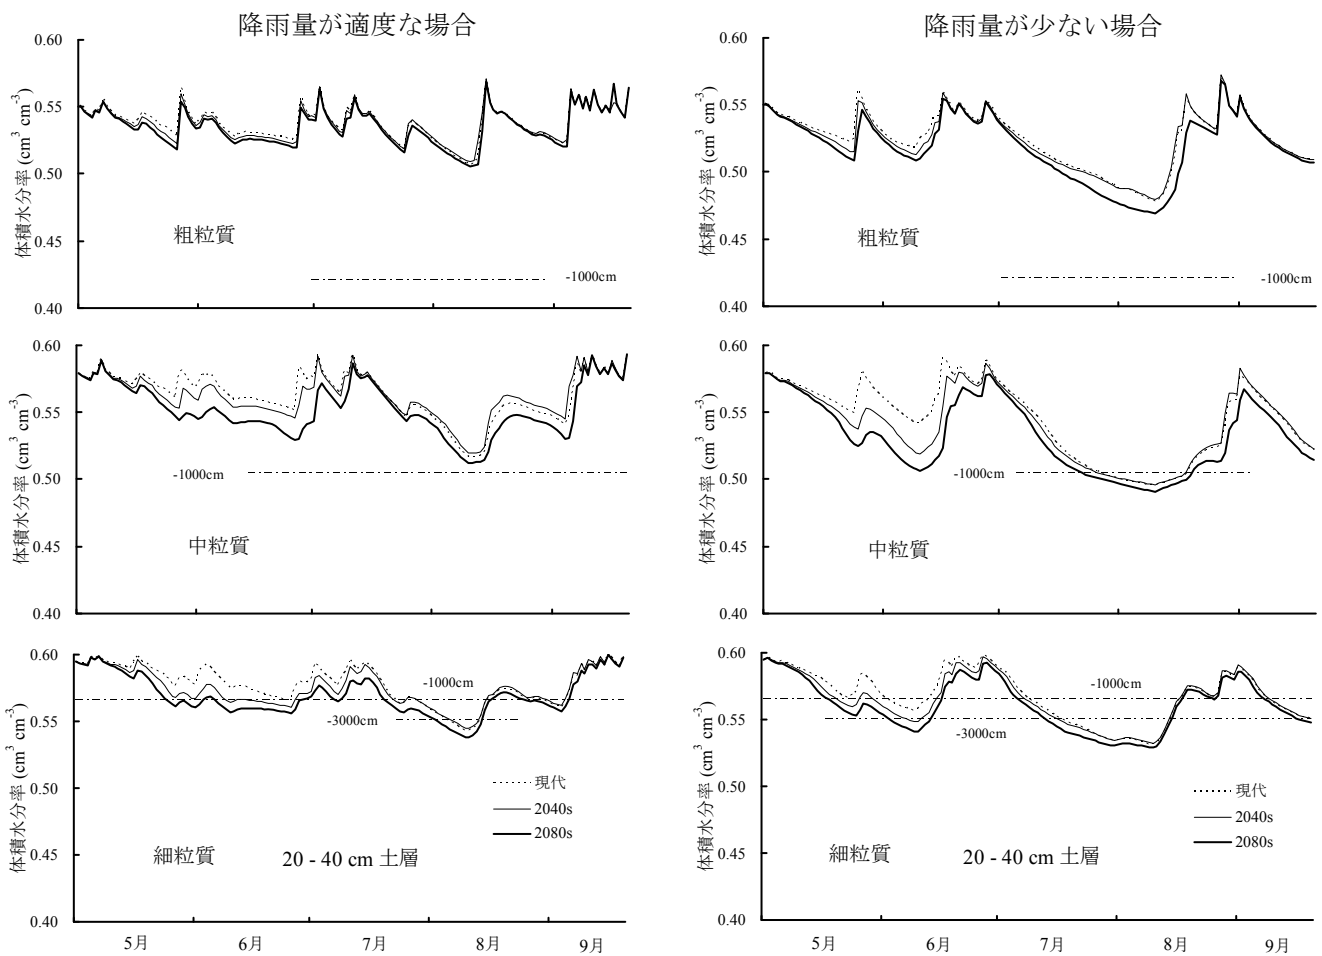 降雨量が適度な場合
降雨量が少ない場合
体積水分率 (cm³ cm⁻³)
0.60
0.55
0.50
0.45
0.40
粗粒質
-1000cm
体積水分率 (cm³ cm⁻³)
0.60
0.55
0.50
0.45
0.40
粗粒質
-1000cm
体積水分率 (cm³ cm⁻³)
0.60
0.55
0.50
0.45
0.40
-1000cm
中粒質
体積水分率 (cm³ cm⁻³)
0.60
0.55
0.50
0.45
0.40
-1000cm
中粒質
体積水分率 (cm³ cm⁻³)
0.60
0.55
0.50
0.45
0.40
-1000cm
-3000cm
現代
2040s
2080s
細粒質
20 - 40 cm 土層
5月 6月 7月 8月 9月
体積水分率 (cm³ cm⁻³)
0.60
0.55
0.50
0.45
0.40
-1000cm
-3000cm
現代
2040s
2080s
細粒質
20 - 40 cm 土層
5月 6月 7月 8月 9月